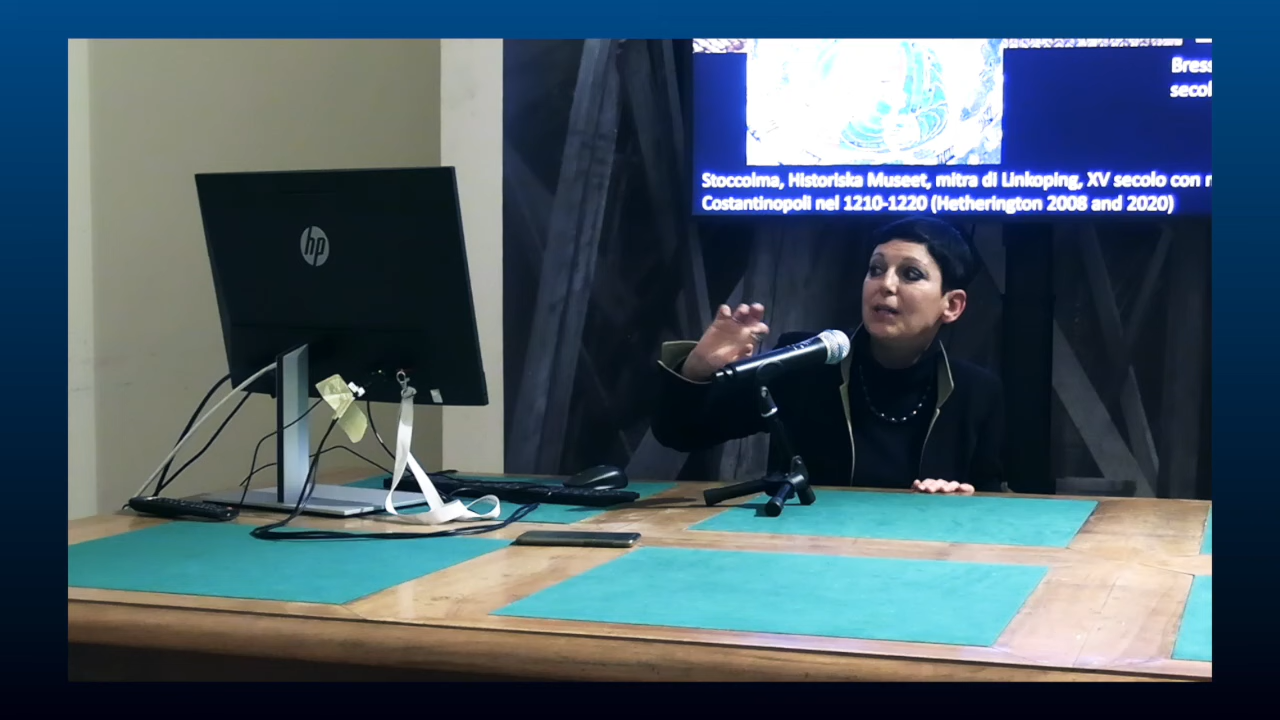 Bress
secol
Stoccolma, Historiska Museet, mitra di Linkoping, XV secolo con
Costantinopoli nel 1210-1220 (Hetherington 2008 and 2020)
hp